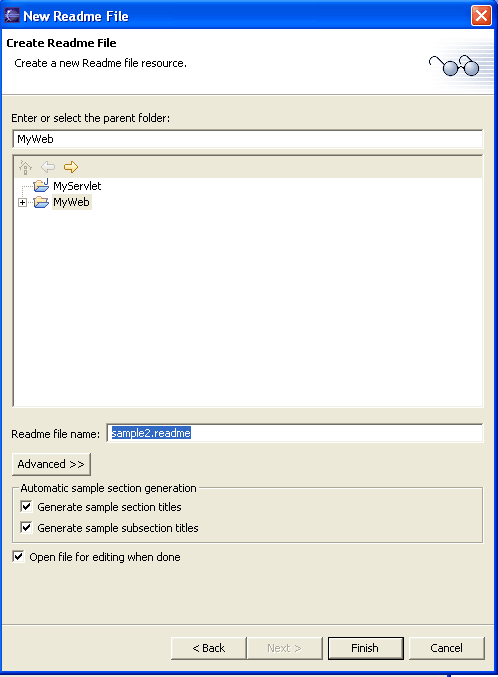 New Readme File
Create Readme File
Create a new Readme file resource.
Enter or select the parent folder:
MyWeb
MyServlet
MyWeb
Readme file name: sample2.readme
Advanced >>
Automatic sample section generation
Generate sample section titles
Generate sample subsection titles
Open file for editing when done
< Back Next > Finish Cancel